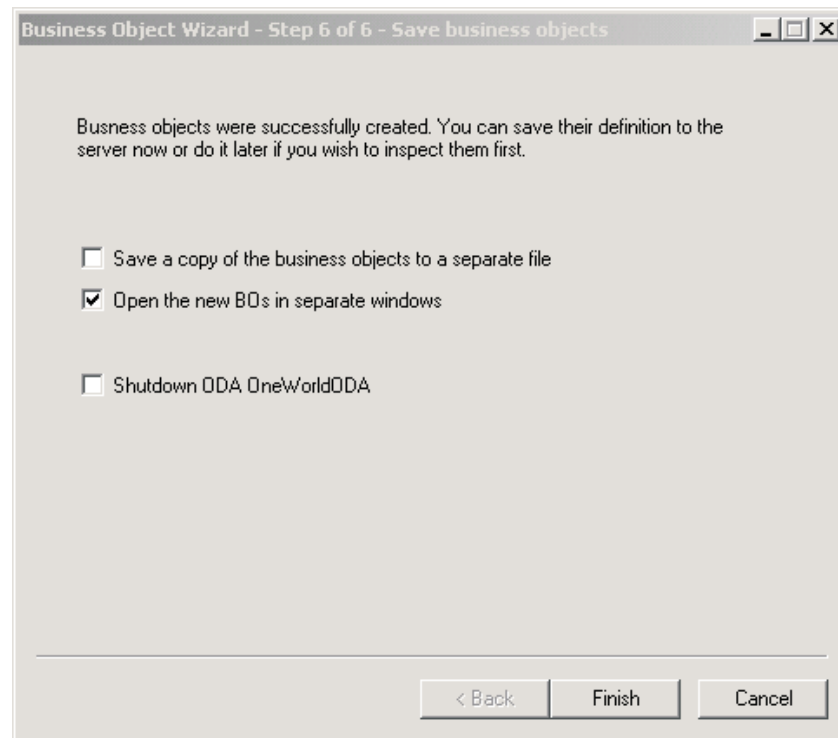 Business Object Wizard - Step 6 of 6 - Save business objects
Busness objects were successfully created. You can save their definition to the
server now or do it later if you wish to inspect them first.
Save a copy of the business objects to a separate file
Open the new BOs in separate windows
Shutdown ODA OneWorldODA
< Back Finish Cancel